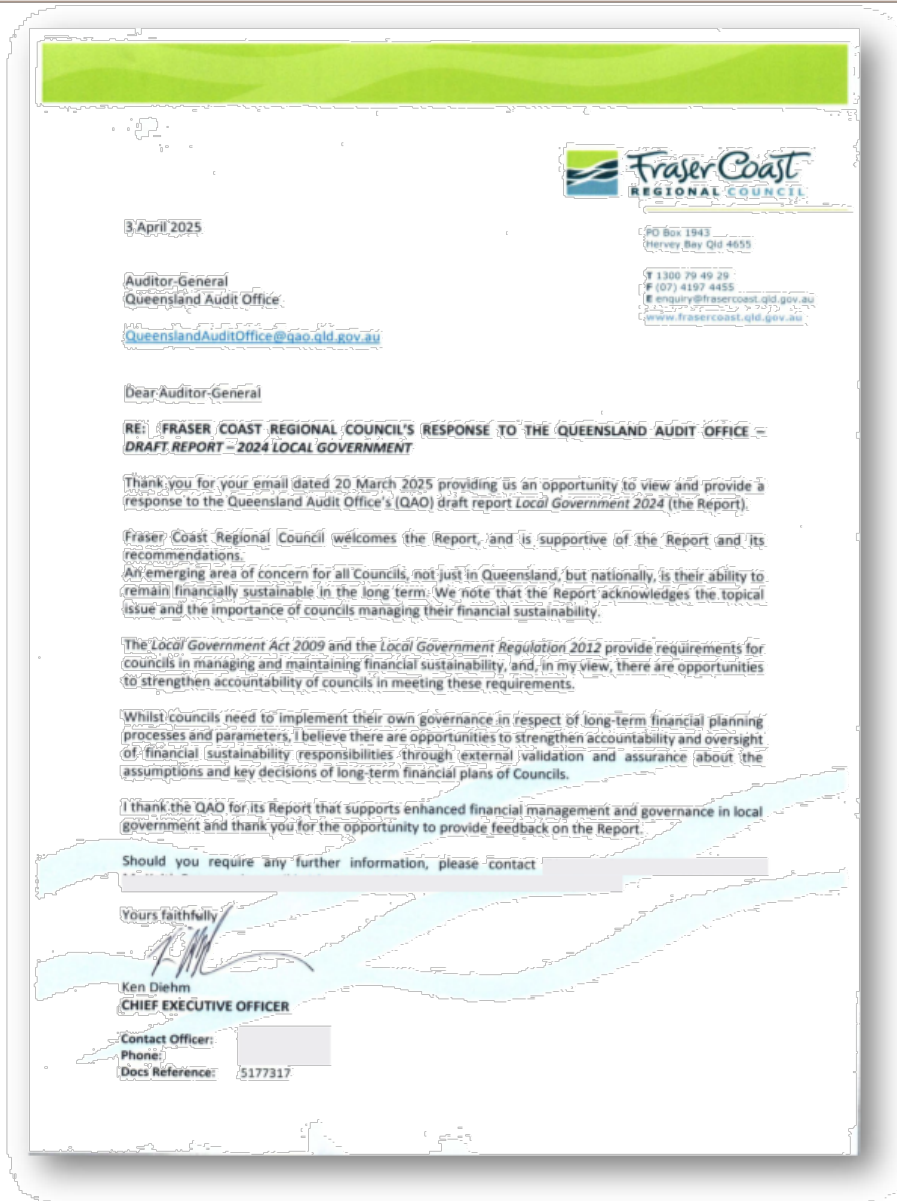 Fraser Coast
REGIONAL COUNCIL
3 April 2025
PO Box 1943
Hervey Bay Qld 4655
T 1300 79 49 29
F (07) 4197 4455
E enquiry@frasercoast.qld.gov.au
www.frasercoast.qld.gov.au
Auditor-General
Queensland Audit Office
QueenslandAuditOffice@qao.qld.gov.au
Dear Auditor-General
RE: FRASER COAST REGIONAL COUNCIL'S RESPONSE TO THE QUEENSLAND AUDIT OFFICE –
DRAFT REPORT – 2024 LOCAL GOVERNMENT
Thank you for your email dated 20 March 2025 providing us an opportunity to view and provide a
response to the Queensland Audit Office's (QAO) draft report Local Government 2024 (the Report).
Fraser Coast Regional Council welcomes the Report, and is supportive of the Report and its
recommendations.
An emerging area of concern for all Councils, not just in Queensland, but nationally, is their ability to
remain financially sustainable in the long term. We note that the Report acknowledges the topical
issue and the importance of councils managing their financial sustainability.
The Local Government Act 2009 and the Local Government Regulation 2012 provide requirements for
councils in managing and maintaining financial sustainability, and, in my view, there are opportunities
to strengthen accountability of councils in meeting these requirements.
Whilst councils need to implement their own governance in respect of long-term financial planning
processes and parameters, I believe there are opportunities to strengthen accountability and oversight
of financial sustainability responsibilities through external validation and assurance about the
assumptions and key decisions of long-term financial plans of Councils.
I thank the QAO for its Report that supports enhanced financial management and governance in local
government and thank you for the opportunity to provide feedback on the Report.
Should you require any further information, please contact
Yours faithfully
Ken Diehm
CHIEF EXECUTIVE OFFICER
Contact Officer:
Phone:
Docs Reference: 5177317